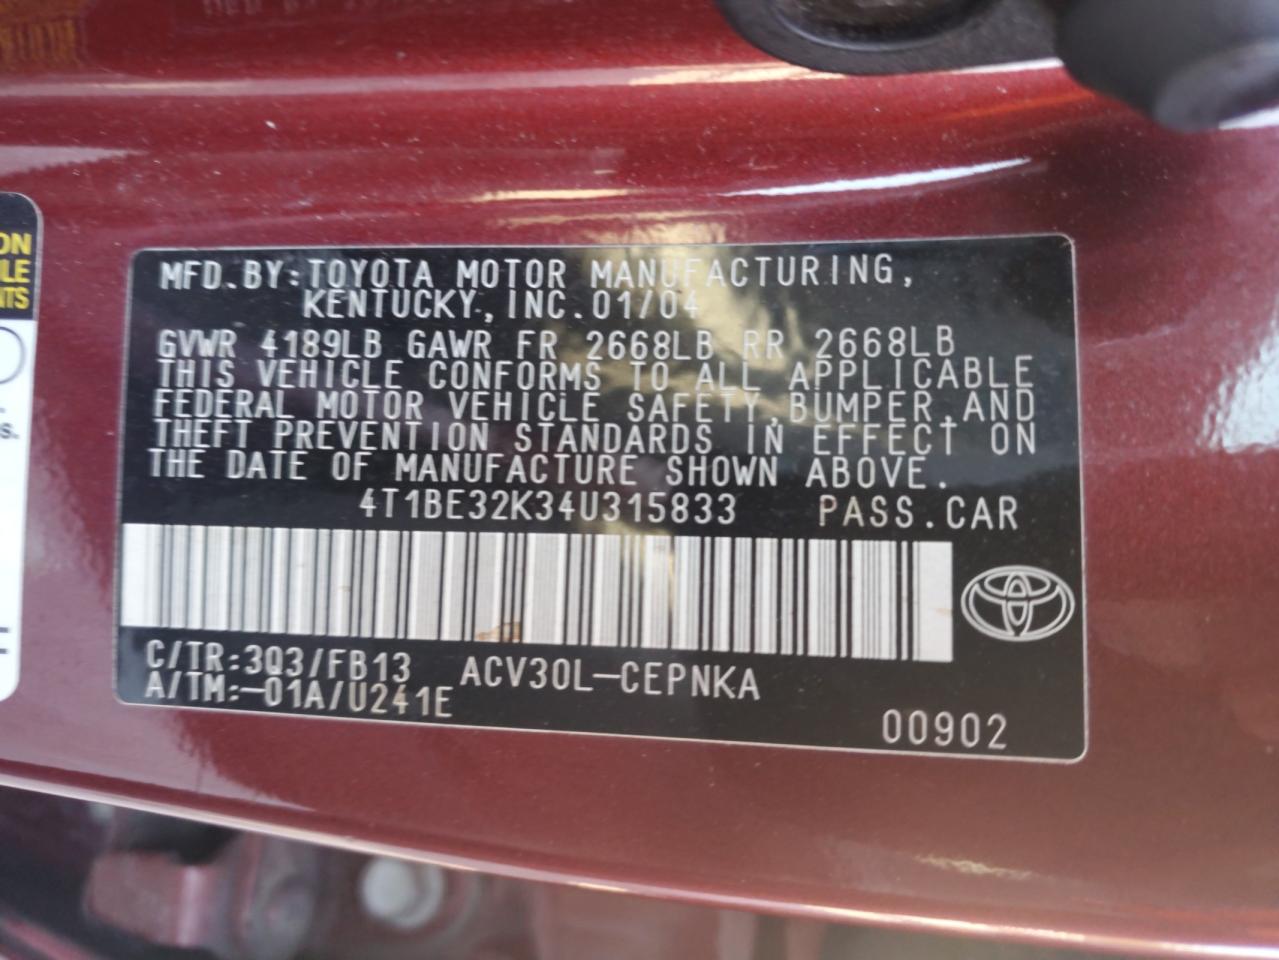 MFD.BY:TOYOTA MOTOR MANUFACTURING,
KENTUCKY,INC.01/04
GVWR 4189LB GAWR FR 2668LB RR 2668LB
THIS VEHICLE CONFORMS TO ALL APPLICABLE
FEDERAL MOTOR VEHICLE SAFETY,BUMPER,AND
THEFT PREVENTION STANDARDS IN EFFECT ON
THE DATE OF MANUFACTURE SHOWN ABOVE.
4T1BE32K34U315833 PASS.CAR
C/TR:3Q3/FB13 ACV30L-CEPNKA
A/TM:-01A/U241E
00902